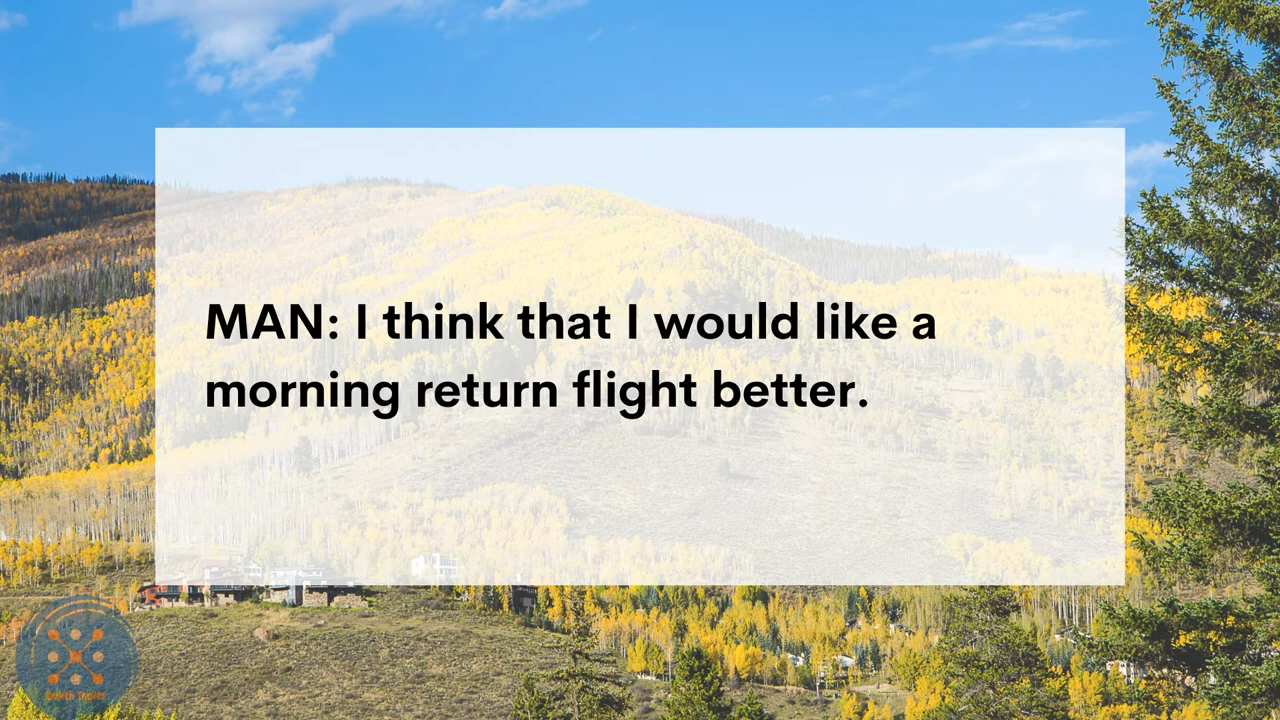 MAN: I think that I would like a
morning return flight better.